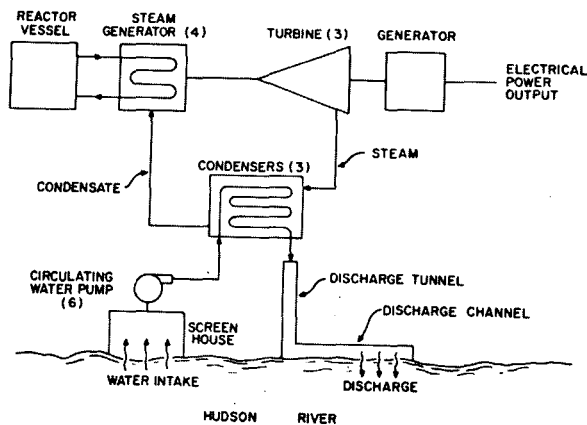 REACTOR
VESSEL
STEAM
GENERATOR (4)
TURBINE (3)
GENERATOR
ELECTRICAL
POWER
OUTPUT
STEAM
CONDENSERS (3)
CONDENSATE
CIRCULATING
WATER PUMP
(6)
SCREEN
HOUSE
DISCHARGE TUNNEL
DISCHARGE CHANNEL
WATER INTAKE
DISCHARGE
HUDSON RIVER